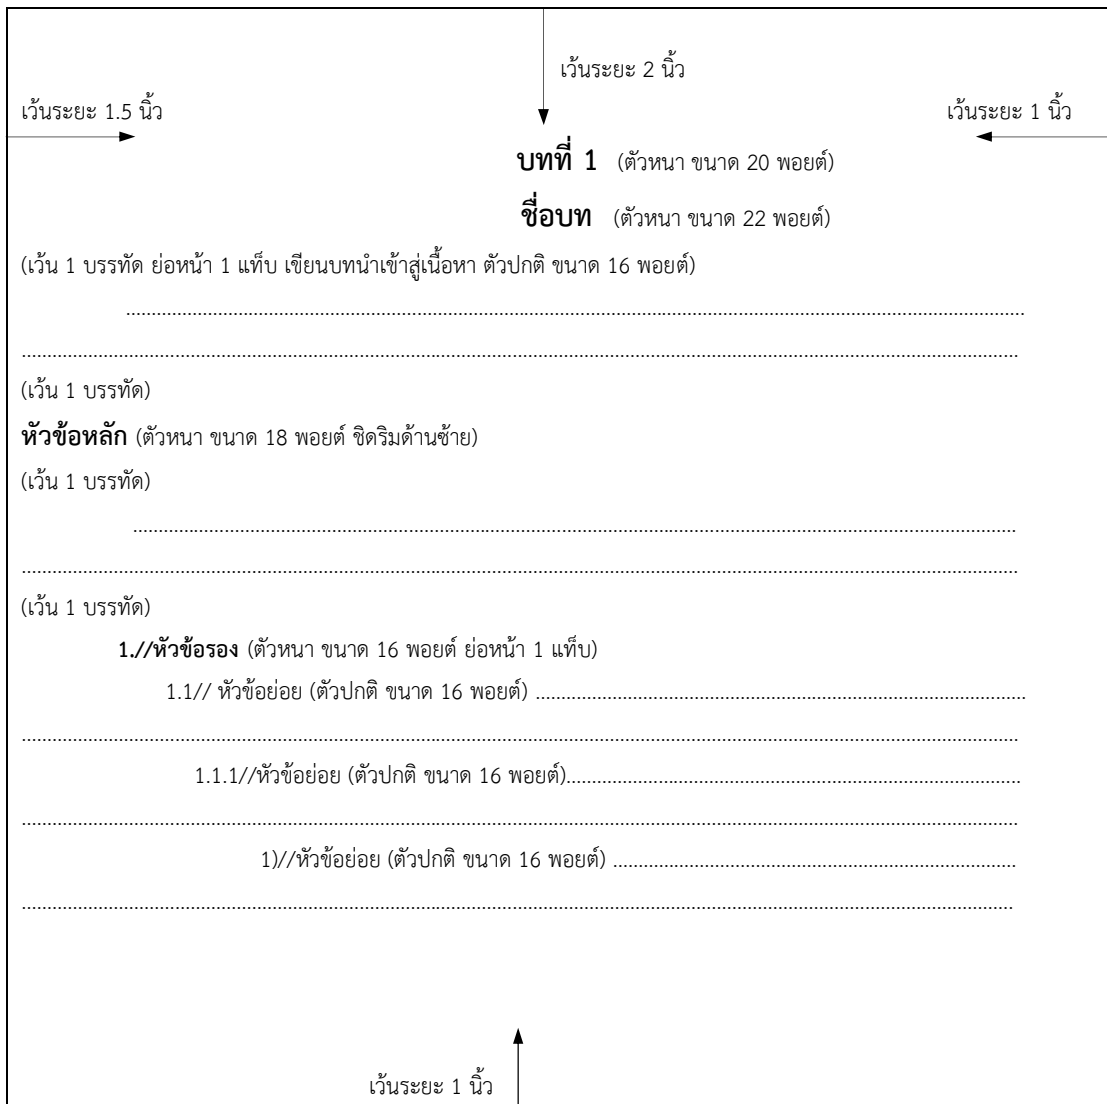 เว้นระยะ 2 นิ้ว
เว้นระยะ 1.5 นิ้ว
เว้นระยะ 1 นิ้ว
บทที่ 1 (ตัวหนา ขนาด 20 พอยต์)
ชื่อบท (ตัวหนา ขนาด 22 พอยต์)
(เว้น 1 บรรทัด ย่อหน้า 1 แท็บ เขียนบทนำเข้าสู่เนื้อหา ตัวปกติ ขนาด 16 พอยต์)
(เว้น 1 บรรทัด)
หัวข้อหลัก (ตัวหนา ขนาด 18 พอยต์ ชิดริมด้านซ้าย)
(เว้น 1 บรรทัด)
(เว้น 1 บรรทัด)
1.//หัวข้อรอง (ตัวหนา ขนาด 16 พอยต์ ย่อหน้า 1 แท็บ)
1.1// หัวข้อย่อย (ตัวปกติ ขนาด 16 พอยต์)
1.1.1//หัวข้อย่อย (ตัวปกติ ขนาด 16 พอยต์)
1)//หัวข้อย่อย (ตัวปกติ ขนาด 16 พอยต์)
เว้นระยะ 1 นิ้ว